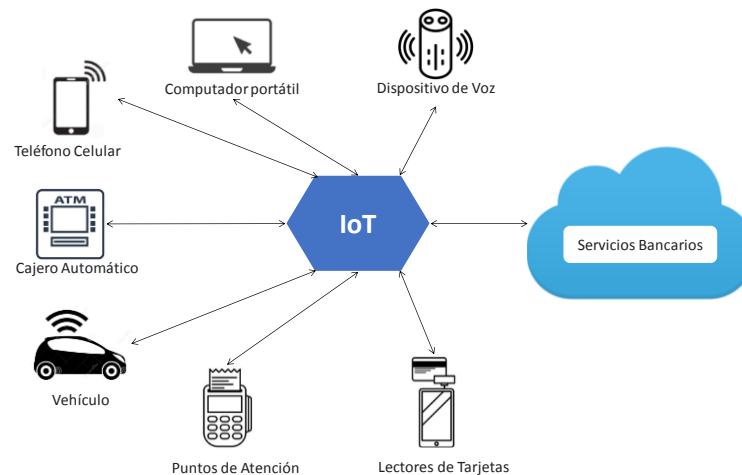 Computador portátil
Dispositivo de Voz
Teléfono Celular
ATM
IoT
Servicios Bancarios
Cajero Automático
Vehículo
Puntos de Atención
Lectores de Tarjetas